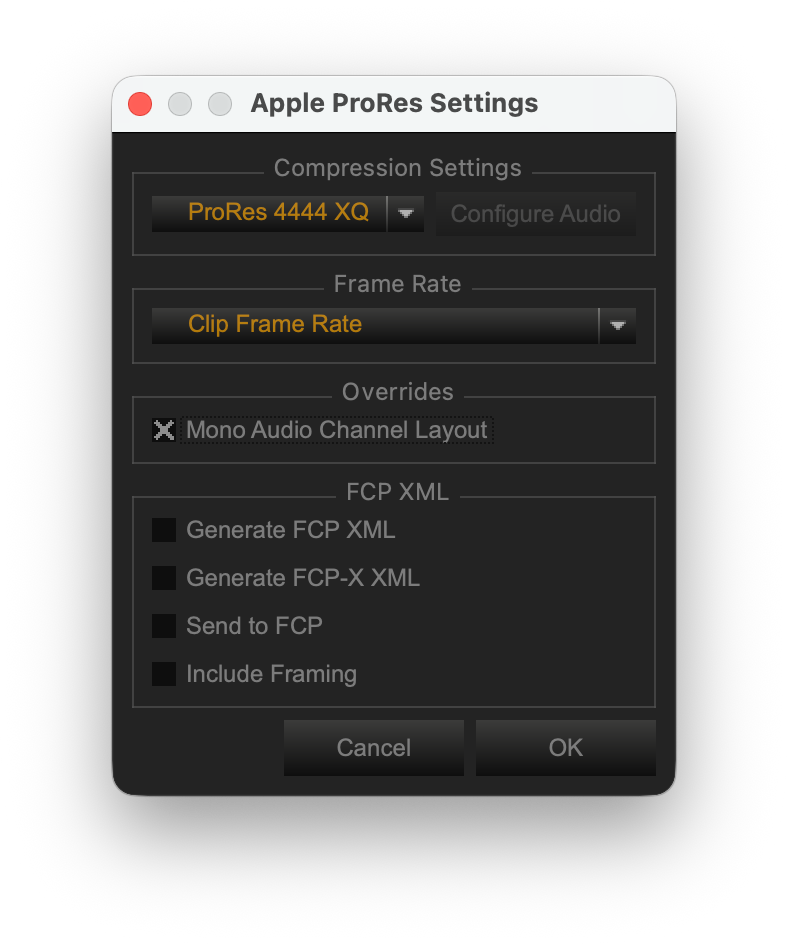 Apple ProRes Settings
Compression Settings
ProRes 4444 XQ Configure Audio
Frame Rate
Clip Frame Rate
Overrides
Mono Audio Channel Layout
FCP XML
Generate FCP XML
Generate FCP-X XML
Send to FCP
Include Framing
Cancel OK